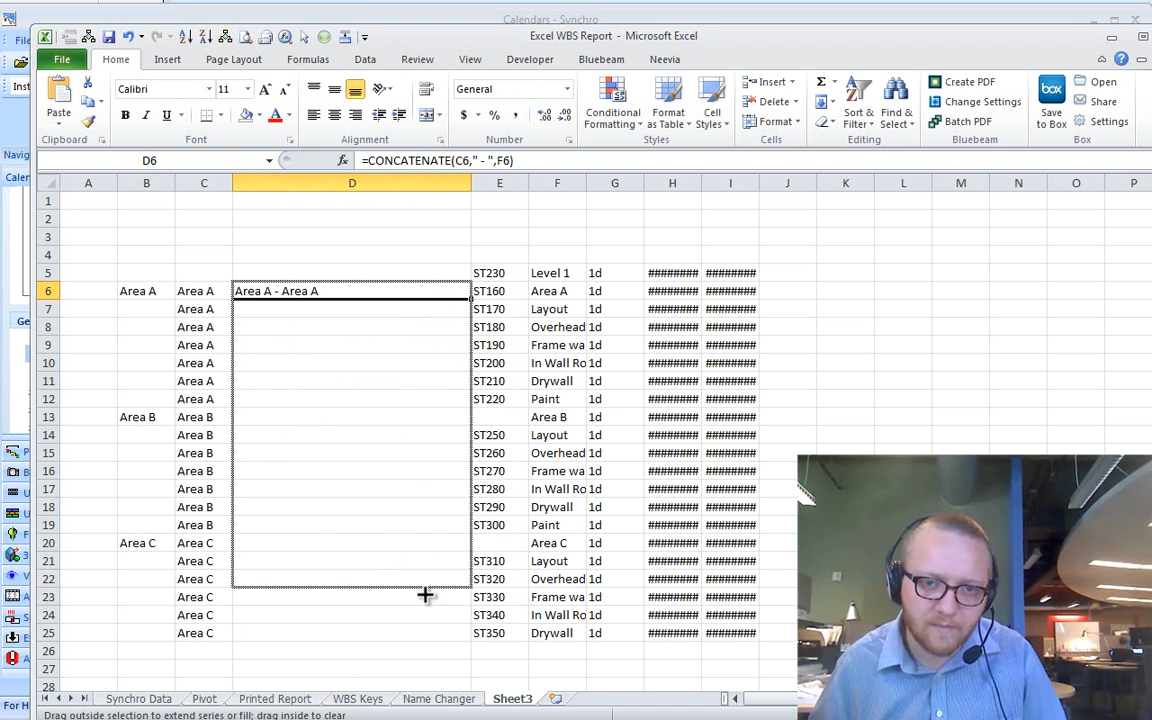 Calendars - Synchro
Excel WBS Report - Microsoft Excel
File Home Insert Page Layout Formulas Data Review View Developer Bluebeam Neevia
Paste
Calibri 11
General
Conditional Formatting
Format as Table
Cell Styles
Insert
Delete
Format
Sort & Filter
Find & Select
Create PDF
Change Settings
Batch PDF
Save to Box
Open
Share
Settings
Clipboard Font Alignment Number Styles Cells Editing Bluebeam Box
D6 fx =CONCATENATE(C6," - ",F6)
A B C D E F G H I J K L M N O P
1
2
3
4
5 ST230 Level 1 1d ######## ########
6 Area A Area A Area A - Area A ST160 Area A 1d ######## ########
7 Area A ST170 Layout 1d ######## ########
8 Area A ST180 Overhead 1d ######## ########
9 Area A ST190 Frame wa 1d ######## ########
10 Area A ST200 In Wall Ro 1d ######## ########
11 Area A ST210 Drywall 1d ######## ########
12 Area A ST220 Paint 1d ######## ########
13 Area B Area B Area B 1d ######## ########
14 Area B ST250 Layout 1d ######## ########
15 Area B ST260 Overhead 1d ######## ########
16 Area B ST270 Frame wa 1d ######## ########
17 Area B ST280 In Wall Ro 1d ######## ########
18 Area B ST290 Drywall 1d ######## ########
19 Area B ST300 Paint 1d ######## ########
20 Area C Area C Area C 1d ######## ########
21 Area C ST310 Layout 1d ######## ########
22 Area C ST320 Overhead 1d ######## ########
23 Area C ST330 Frame wa 1d ######## ########
24 Area C ST340 In Wall Ro 1d ######## ########
25 Area C ST350 Drywall 1d ######## ########
26
27
28
Synchro Data Pivot Printed Report WBS Keys Name Changer Sheet3
Drag outside selection to extend series or fill; drag inside to clear
File
Inst
Navig
Calen
Ge
For H